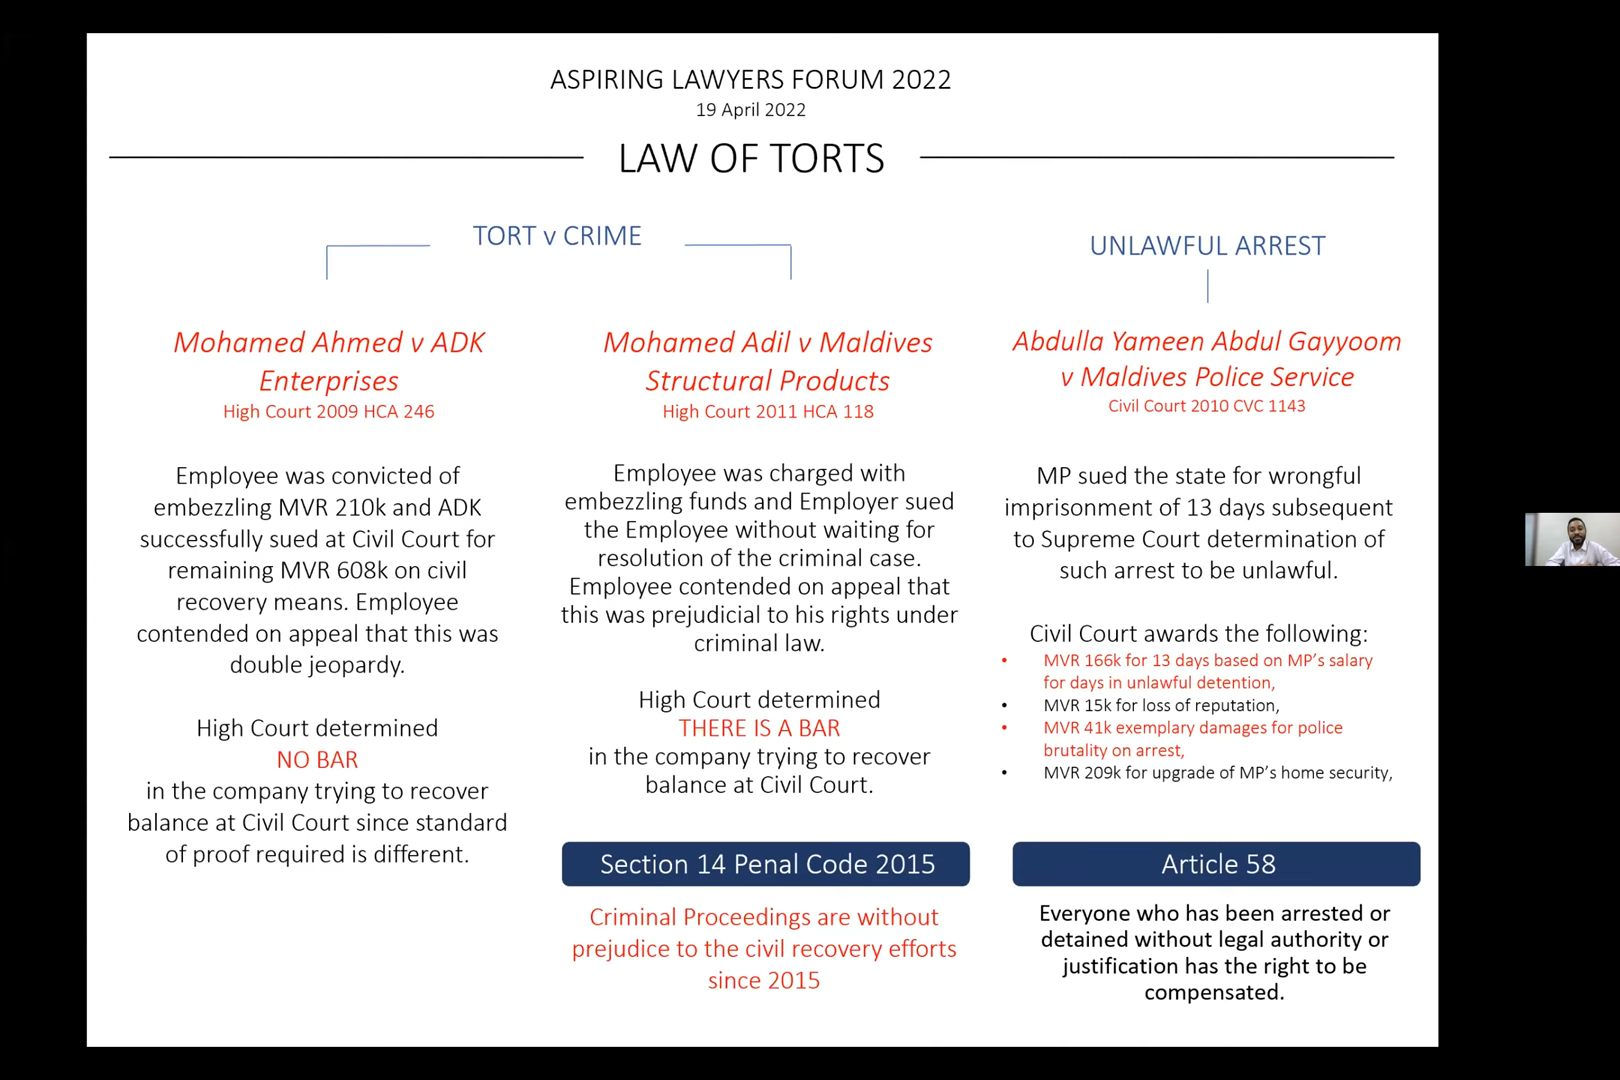 ASPIRING LAWYERS FORUM 2022
19 April 2022
LAW OF TORTS
TORT v CRIME
Mohamed Ahmed v ADK
Enterprises
High Court 2009 HCA 246
Employee was convicted of
embezzling MVR 210k and ADK
successfully sued at Civil Court for
remaining MVR 608k on civil
recovery means. Employee
contended on appeal that this was
double jeopardy.
High Court determined
NO BAR
in the company trying to recover
balance at Civil Court since standard
of proof required is different.
Mohamed Adil v Maldives
Structural Products
High Court 2011 HCA 118
Employee was charged with
embezzling funds and Employer sued
the Employee without waiting for
resolution of the criminal case.
Employee contended on appeal that
this was prejudicial to his rights under
criminal law.
High Court determined
THERE IS A BAR
in the company trying to recover
balance at Civil Court.
Section 14 Penal Code 2015
Criminal Proceedings are without
prejudice to the civil recovery efforts
since 2015
UNLAWFUL ARREST
Abdulla Yameen Abdul Gayyoom
v Maldives Police Service
Civil Court 2010 CVC 1143
MP sued the state for wrongful
imprisonment of 13 days subsequent
to Supreme Court determination of
such arrest to be unlawful.
Civil Court awards the following:
• MVR 166k for 13 days based on MP's salary
for days in unlawful detention,
• MVR 15k for loss of reputation,
• MVR 41k exemplary damages for police
brutality on arrest,
• MVR 209k for upgrade of MP's home security,
Article 58
Everyone who has been arrested or
detained without legal authority or
justification has the right to be
compensated.